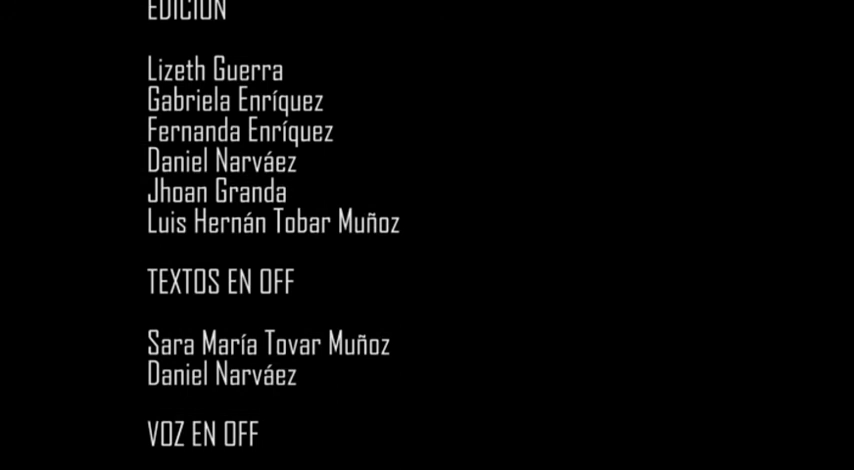 EDICIÓN
Lizeth Guerra
Gabriela Enríquez
Fernanda Enríquez
Daniel Narváez
Jhoan Granda
Luis Hernán Tobar Muñoz
TEXTOS EN OFF
Sara María Tovar Muñoz
Daniel Narváez
VOZ EN OFF